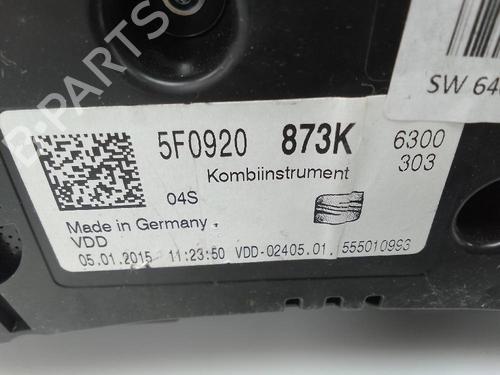 B-PARTS
SW 64
5F0920 873K 6300
303
Kombiinstrument
04S
Made in Germany
VDD
05.01.2015 11:23:50 VDD-02405.01 555010993